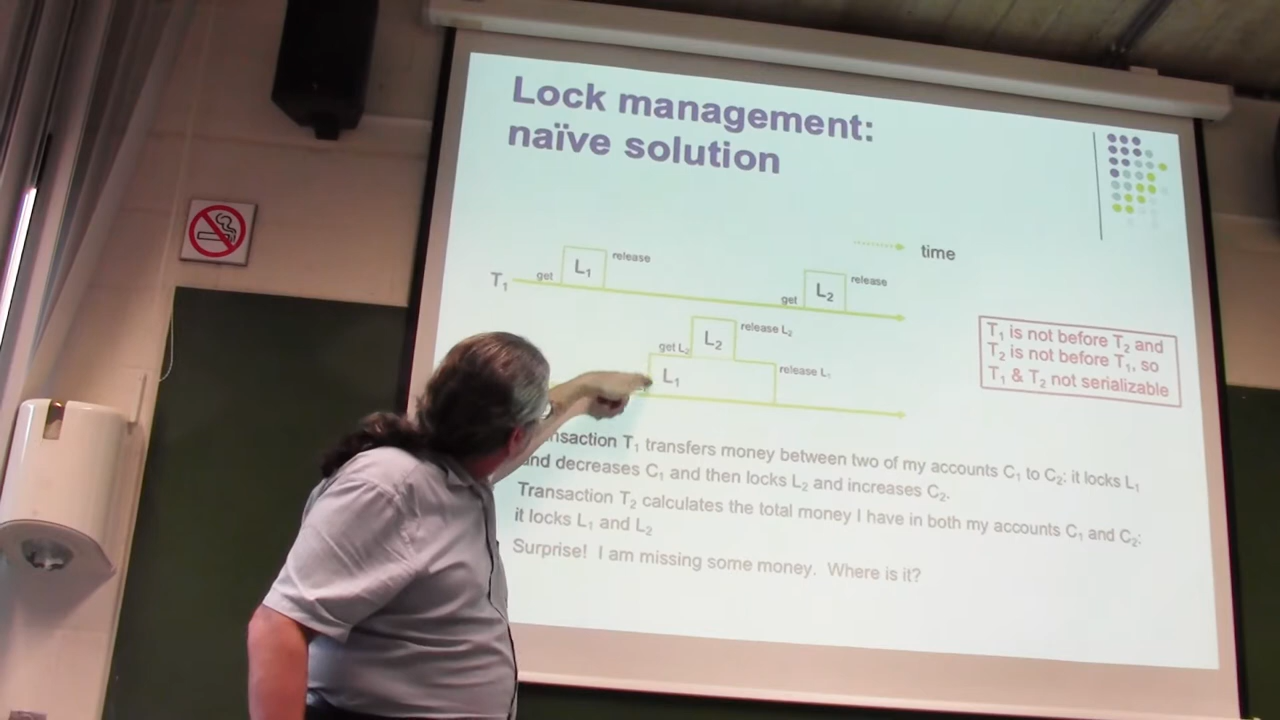 Lock management:
naïve solution
time
T₁ get L₁ release get L₂ release
get L₂ L₂ release L₂
L₁ release L₁
T₁ is not before T₂ and
T₂ is not before T₁, so
T₁ & T₂ not serializable
T₁ transfers money between two of my accounts C₁ to C₂: it locks L₁
and decreases C₁ and then locks L₂ and increases C₂.
Transaction T₂ calculates the total money I have in both my accounts C₁ and C₂:
it locks L₁ and L₂
Surprise! I am missing some money. Where is it?